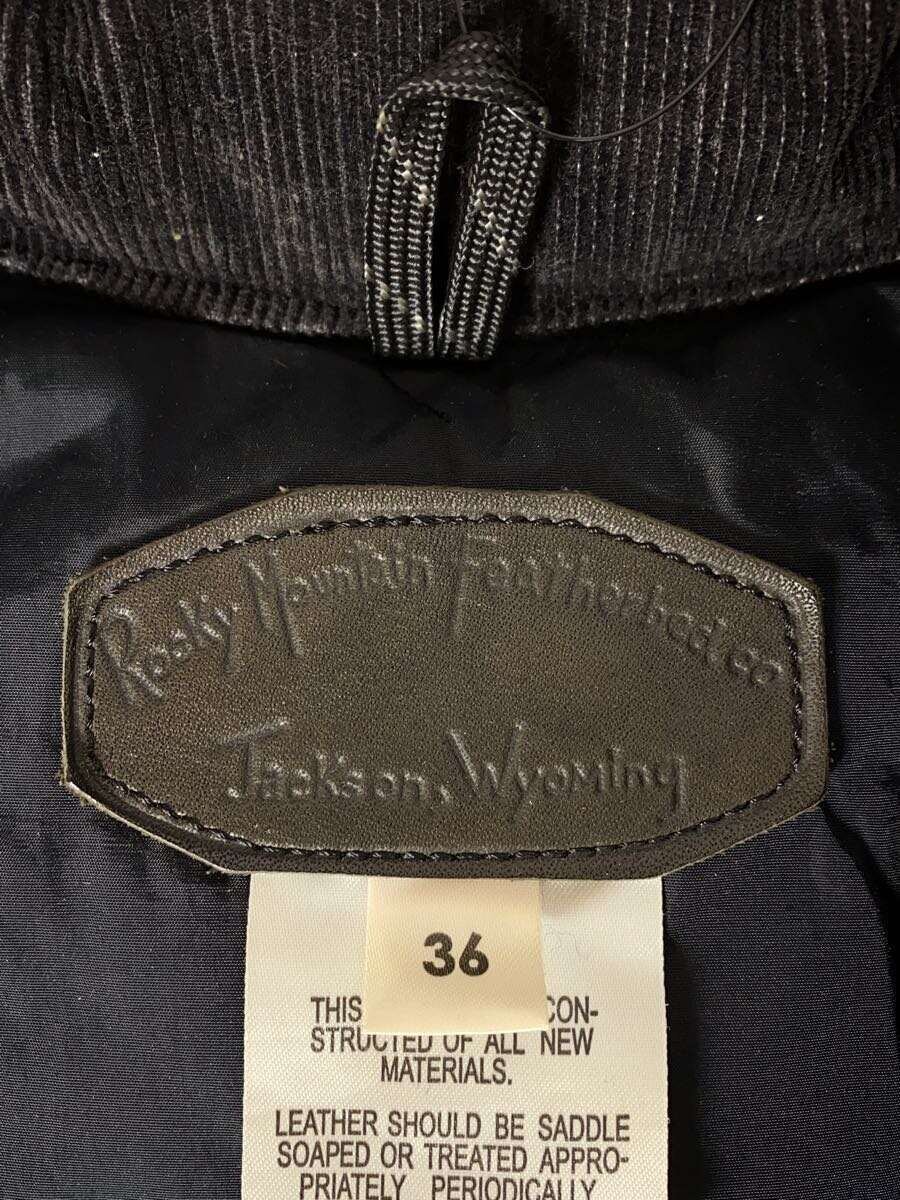 Rocky Mountain Featherbed.co
Jackson, Wyoming
36
THIS CON-
STRUCTED OF ALL NEW
MATERIALS.
LEATHER SHOULD BE SADDLE
SOAPED OR TREATED APPRO-
PRIATELY PERIODICALLY